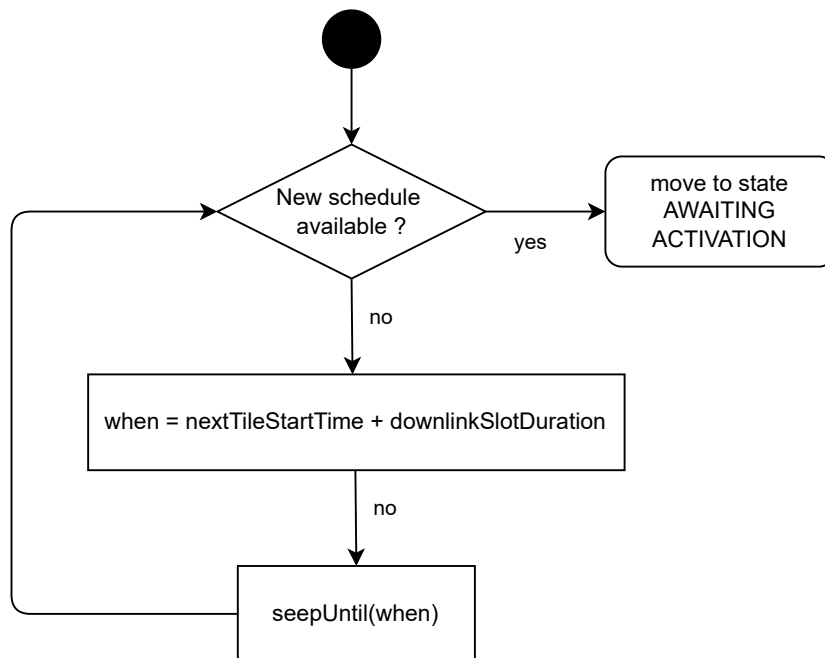 New schedule
available ?
yes
move to state
AWAITING
ACTIVATION
no
when = nextTileStartTime + downlinkSlotDuration
no
seepUntil(when)